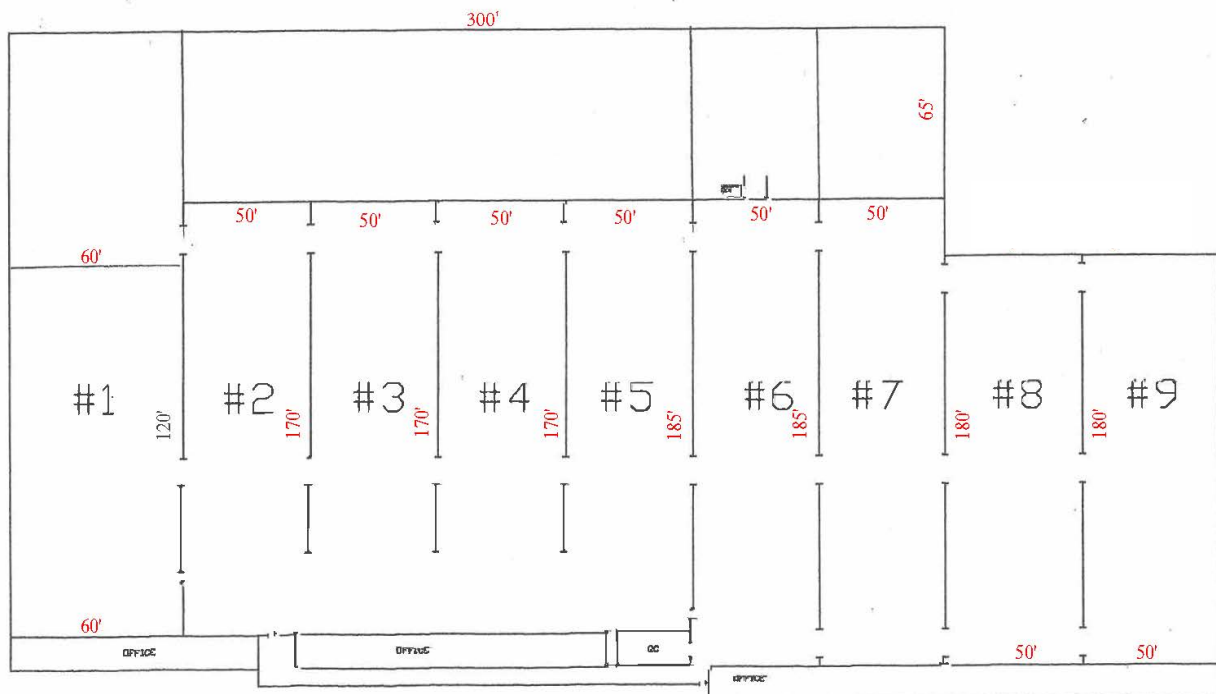 300'
65'
50' 50' 50' 50' 50' 50'
60'
#1 #2 #3 #4 #5 #6 #7 #8 #9
120' 170' 170' 170' 185' 185' 180' 180'
60'
50' 50'
OFFICE OFFICE QC
OFFICE